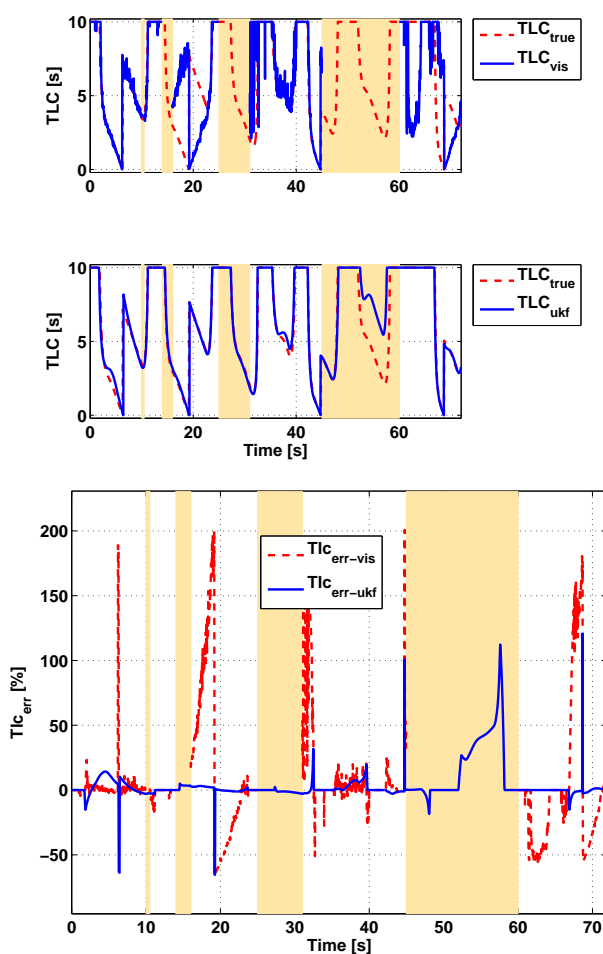 TLC [s]
10
5
0
0
20
40
60
TLC_true
TLC_vis
TLC [s]
10
5
0
0
20
40
60
Time [s]
TLC_true
TLC_ukf
Tlc_err [%]
200
150
100
50
0
−50
0
10
20
30
40
50
60
70
Time [s]
Tlc_err−vis
Tlc_err−ukf